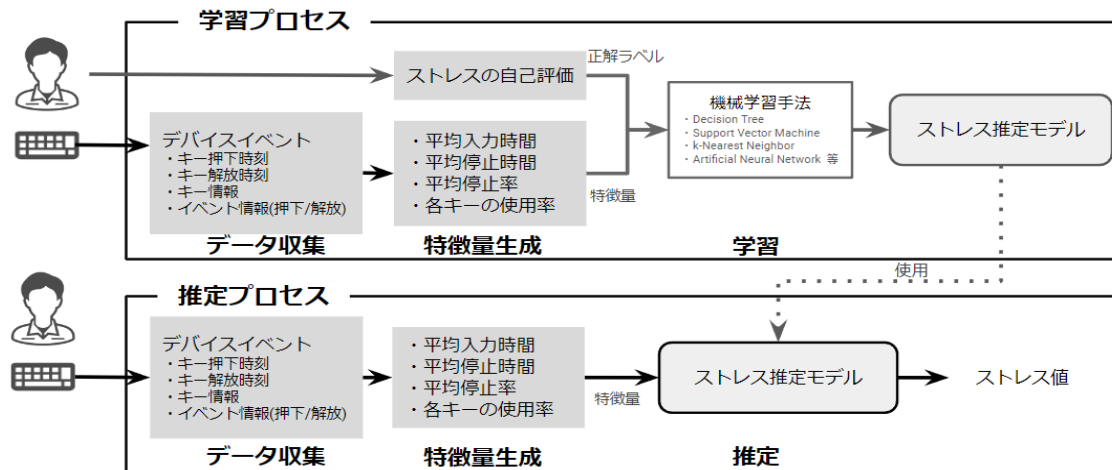 学習プロセス
ストレスの自己評価
正解ラベル
デバイスイベント
・キー押下時刻
・キー解放時刻
・キー情報
・イベント情報(押下/解放)
・平均入力時間
・平均停止時間
・平均停止率
・各キーの使用率
特徴量
機械学習手法
・Decision Tree
・Support Vector Machine
・k-Nearest Neighbor
・Artificial Neural Network 等
ストレス推定モデル
データ収集
特徴量生成
学習
使用
推定プロセス
デバイスイベント
・キー押下時刻
・キー解放時刻
・キー情報
・イベント情報(押下/解放)
・平均入力時間
・平均停止時間
・平均停止率
・各キーの使用率
特徴量
ストレス推定モデル
ストレス値
データ収集
特徴量生成
推定